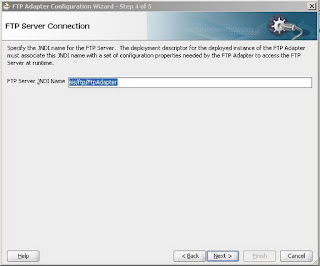 FTP Adapter Configuration Wizard - Step 4 of 5
FTP Server Connection
Specify the JNDI name for the FTP Server. The deployment descriptor for the deployed instance of the FTP Adapter
must associate this JNDI name with a set of configuration properties needed by the FTP Adapter to access the FTP
Server at runtime.
FTP Server JNDI Name eis/Ftp/FtpAdapter
Help < Back Next > Finish Cancel